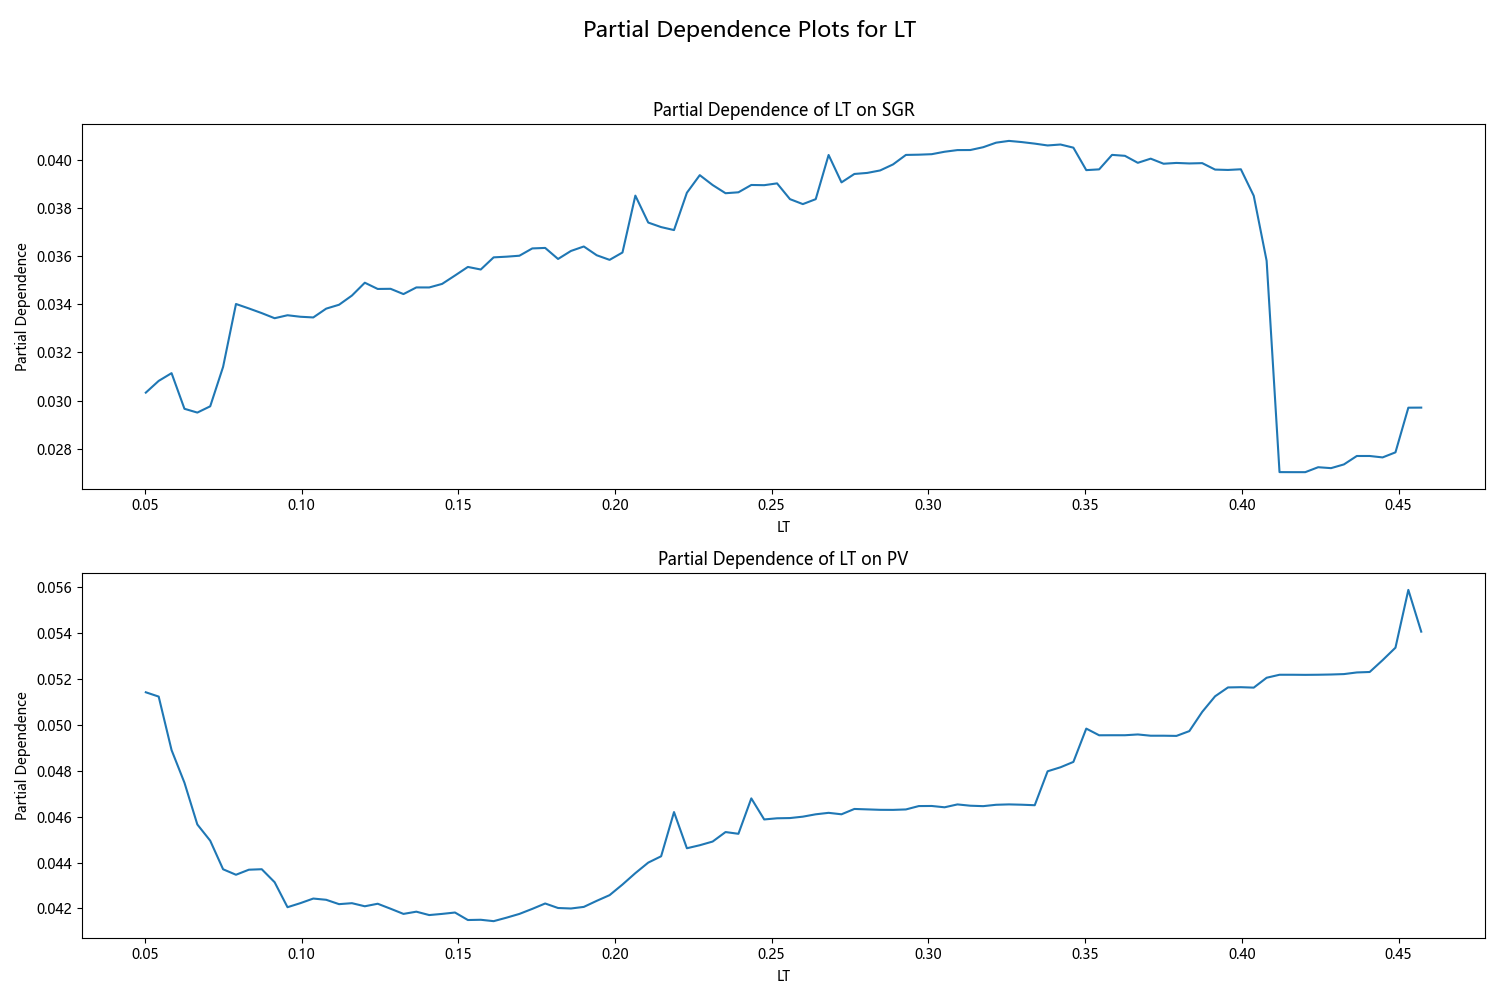 Partial Dependence Plots for LT
Partial Dependence of LT on SGR
Partial Dependence
0.040
0.038
0.036
0.034
0.032
0.030
0.028
0.05 0.10 0.15 0.20 0.25 0.30 0.35 0.40 0.45
LT
Partial Dependence of LT on PV
Partial Dependence
0.056
0.054
0.052
0.050
0.048
0.046
0.044
0.042
0.05 0.10 0.15 0.20 0.25 0.30 0.35 0.40 0.45
LT